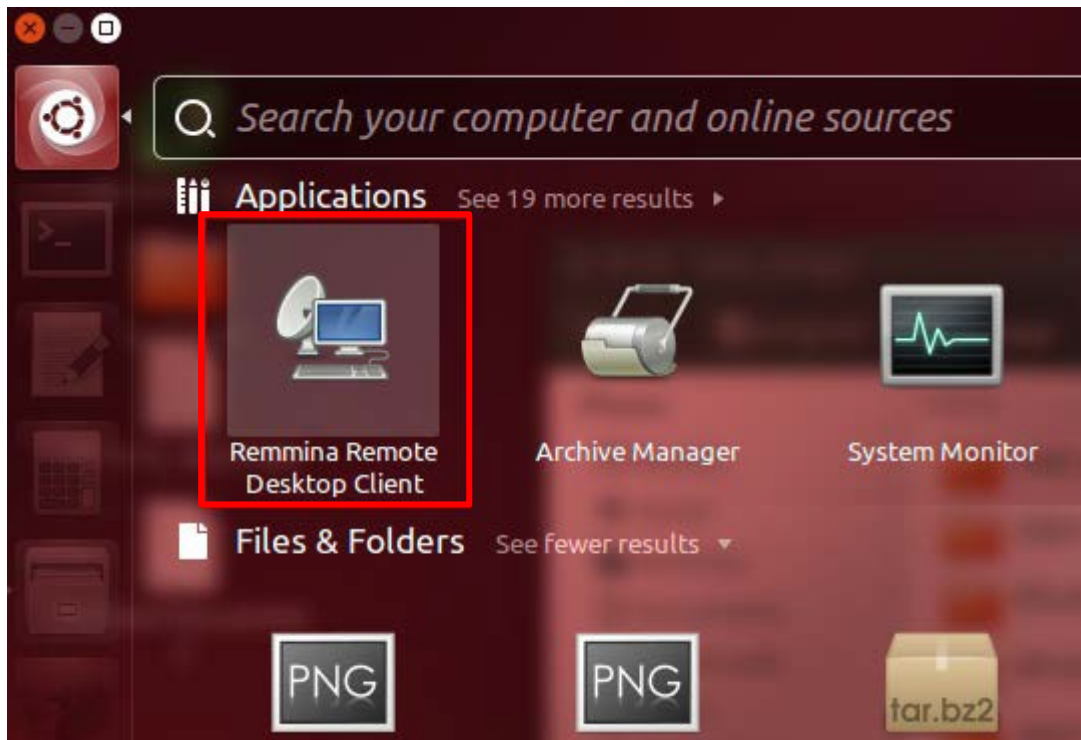 Search your computer and online sources
Applications See 19 more results
Remmina Remote
Desktop Client
Archive Manager
System Monitor
Files & Folders See fewer results
PNG
PNG
tar.bz2